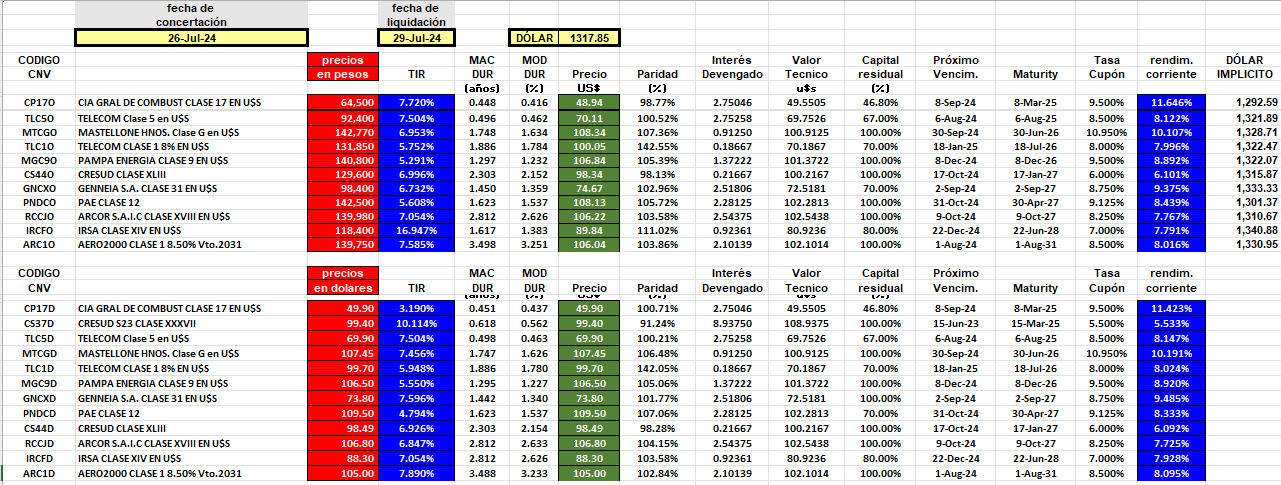 fecha de fecha de
concertación liquidación
26-Jul-24 29-Jul-24 DÓLAR 1317.85
CODIGO precios MAC MOD Interés Valor Capital Próximo Tasa rendim. DÓLAR
CNV en pesos TIR DUR DUR Precio Paridad Devengado Tecnico residual Vencim. Maturity Cupón corriente IMPLICITO
(años) (%) US$ (%) u$s (%)
CP17O CIA GRAL DE COMBUST CLASE 17 EN U$S 64,500 7.720% 0.448 0.416 48.94 98.77% 2.75046 49.5505 46.80% 8-Sep-24 8-Mar-25 9.500% 11.646% 1,292.59
TLC5O TELECOM Clase 5 en U$S 92,400 7.504% 0.496 0.462 70.11 100.52% 2.75258 69.7526 67.00% 6-Aug-24 6-Aug-25 8.500% 8.122% 1,321.89
MTCGO MASTELLONE HNOS. Clase G en U$S 142,770 6.953% 1.748 1.634 108.34 107.36% 0.91250 100.9125 100.00% 30-Sep-24 30-Jun-26 10.950% 10.107% 1,328.71
TLC1O TELECOM CLASE 1 8% EN U$S 131,850 5.752% 1.886 1.784 100.05 142.55% 0.18667 70.1867 70.00% 18-Jan-25 18-Jul-26 8.000% 7.996% 1,322.47
MGC9O PAMPA ENERGIA CLASE 9 EN U$S 140,800 5.291% 1.297 1.232 106.84 105.39% 1.37222 101.3722 100.00% 8-Dec-24 8-Dec-26 9.500% 8.892% 1,322.07
CS44O CRESUD CLASE XLIII 129,600 6.996% 2.303 2.152 98.34 98.13% 0.21667 100.2167 100.00% 17-Oct-24 17-Jan-27 6.000% 6.101% 1,315.87
GNCXO GENNEIA S.A. CLASE 31 EN U$S 98,400 6.732% 1.450 1.359 74.67 102.96% 2.51806 72.5181 70.00% 2-Sep-24 2-Sep-27 8.750% 9.375% 1,333.33
PNDCO PAE CLASE 12 142,500 5.608% 1.623 1.537 108.13 105.72% 2.28125 102.2813 100.00% 31-Oct-24 30-Apr-27 9.125% 8.439% 1,301.37
RCCJO ARCOR S.A.I.C CLASE XVIII EN U$S 139,980 7.054% 2.812 2.626 106.22 103.58% 2.54375 102.5438 100.00% 9-Oct-24 9-Oct-27 8.250% 7.767% 1,310.67
IRCFO IRSA CLASE XIV EN U$S 118,400 16.947% 1.617 1.383 89.84 111.02% 0.92361 80.9236 80.00% 22-Dec-24 22-Jun-28 7.000% 7.791% 1,340.88
ARC1O AERO2000 CLASE 1 8.50% Vto.2031 139,750 7.585% 3.498 3.251 106.04 103.86% 2.10139 102.1014 100.00% 1-Aug-24 1-Aug-31 8.500% 8.016% 1,330.95
CODIGO precios MAC MOD Interés Valor Capital Próximo Tasa rendim.
CNV en dolares TIR DUR DUR Precio Paridad Devengado Tecnico residual Vencim. Maturity Cupón corriente
(años) (%) US$ (%) u$s (%)
CP17D CIA GRAL DE COMBUST CLASE 17 EN U$S 49.90 3.190% 0.451 0.437 49.90 100.71% 2.75046 49.5505 46.80% 8-Sep-24 8-Mar-25 9.500% 11.423%
CS37D CRESUD S23 CLASE XXXVII 99.40 10.114% 0.618 0.562 99.40 91.24% 8.93750 108.9375 100.00% 15-Jun-23 15-Mar-25 5.500% 5.533%
TLC5D TELECOM Clase 5 en U$S 69.90 7.504% 0.498 0.463 69.90 100.21% 2.75258 69.7526 67.00% 6-Aug-24 6-Aug-25 8.500% 8.147%
MTCGD MASTELLONE HNOS. Clase G en U$S 107.45 7.456% 1.747 1.626 107.45 106.48% 0.91250 100.9125 100.00% 30-Sep-24 30-Jun-26 10.950% 10.191%
TLC1D TELECOM CLASE 1 8% EN U$S 99.70 5.948% 1.886 1.780 99.70 142.05% 0.18667 70.1867 70.00% 18-Jan-25 18-Jul-26 8.000% 8.024%
MGC9D PAMPA ENERGIA CLASE 9 EN U$S 106.50 5.550% 1.295 1.227 106.50 105.06% 1.37222 101.3722 100.00% 8-Dec-24 8-Dec-26 9.500% 8.920%
GNCXD GENNEIA S.A. CLASE 31 EN U$S 73.80 7.596% 1.442 1.340 73.80 101.77% 2.51806 72.5181 70.00% 2-Sep-24 2-Sep-27 8.750% 9.485%
PNDCD PAE CLASE 12 109.50 4.794% 1.623 1.537 109.50 107.06% 2.28125 102.2813 70.00% 31-Oct-24 30-Apr-27 9.125% 8.333%
CS44D CRESUD CLASE XLIII 98.49 6.926% 2.303 2.154 98.49 98.28% 0.21667 100.2167 100.00% 17-Oct-24 17-Jan-27 6.000% 6.092%
RCCJD ARCOR S.A.I.C CLASE XVIII EN U$S 106.80 6.847% 2.812 2.633 106.80 104.15% 2.54375 102.5438 100.00% 9-Oct-24 9-Oct-27 8.250% 7.725%
IRCFD IRSA CLASE XIV EN U$S 88.30 7.054% 2.812 2.626 88.30 103.58% 0.92361 80.9236 80.00% 22-Dec-24 22-Jun-28 7.000% 7.928%
ARC1D AERO2000 CLASE 1 8.50% Vto.2031 105.00 7.890% 3.488 3.233 105.00 102.84% 2.10139 102.1014 100.00% 1-Aug-24 1-Aug-31 8.500% 8.095%